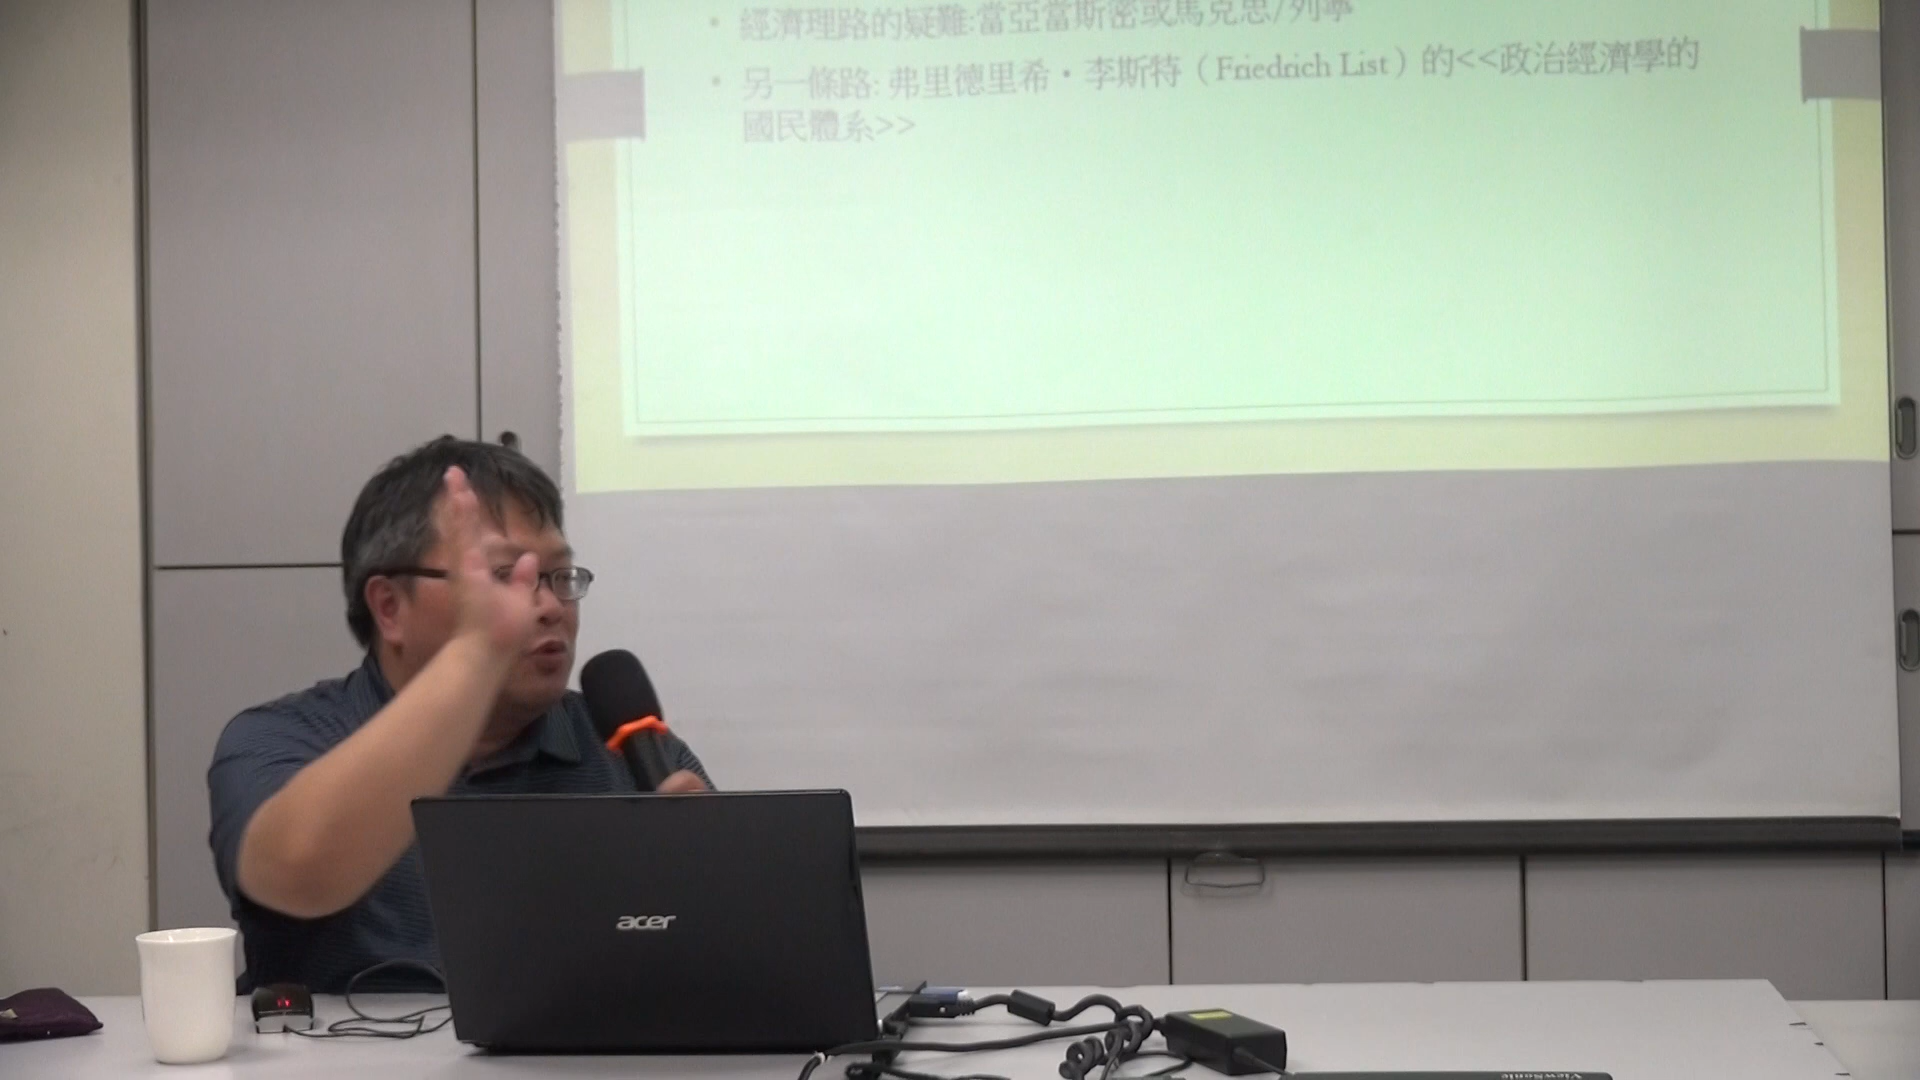 • 經濟理路的疑難:當亞當斯密或馬克思/列寧
• 另一條路: 弗里德里希・李斯特（Friedrich List）的<<政治經濟學的
國民體系>>
acer
ViewSonic